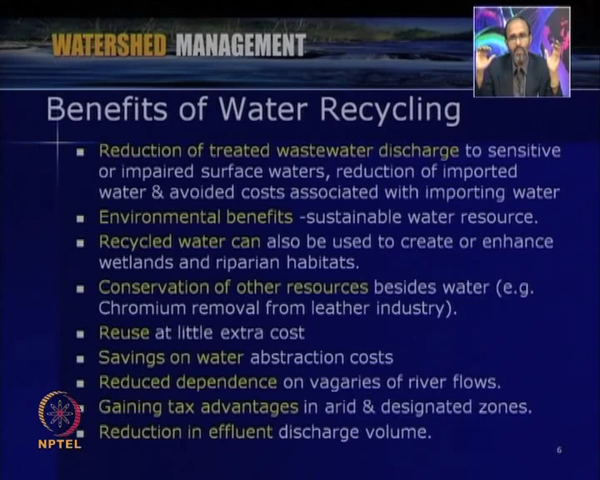 WATERSHED MANAGEMENT
Benefits of Water Recycling
Reduction of treated wastewater discharge to sensitive
or impaired surface waters, reduction of imported
water & avoided costs associated with importing water
Environmental benefits -sustainable water resource.
Recycled water can also be used to create or enhance
wetlands and riparian habitats.
Conservation of other resources besides water (e.g.
Chromium removal from leather industry).
Reuse at little extra cost
Savings on water abstraction costs
Reduced dependence on vagaries of river flows.
Gaining tax advantages in arid & designated zones.
Reduction in effluent discharge volume.
NPTEL
6